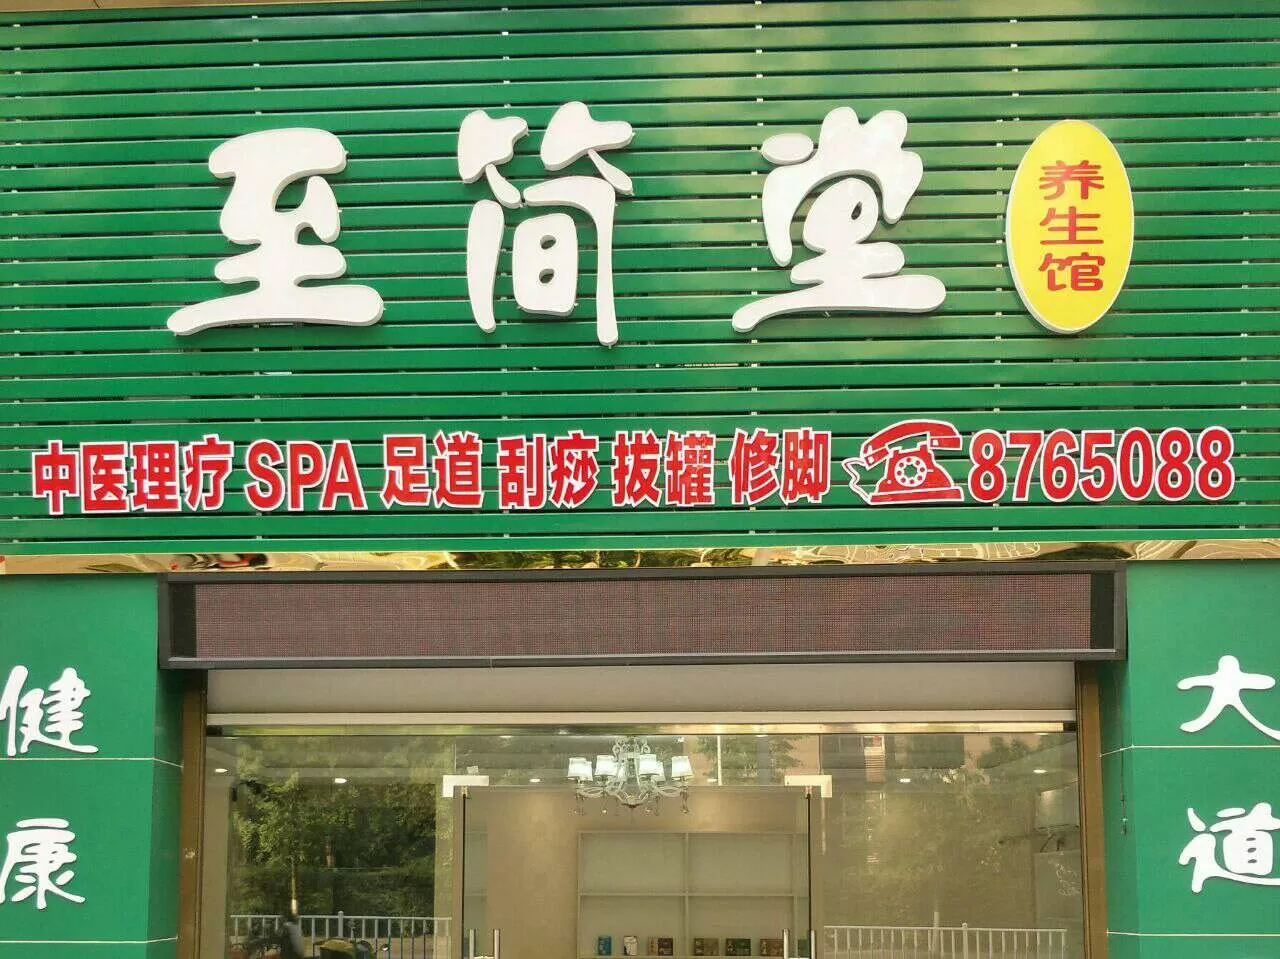 至简堂
养生馆
中医理疗 SPA 足道 刮痧 拔罐 修脚 8765088
健康
大道